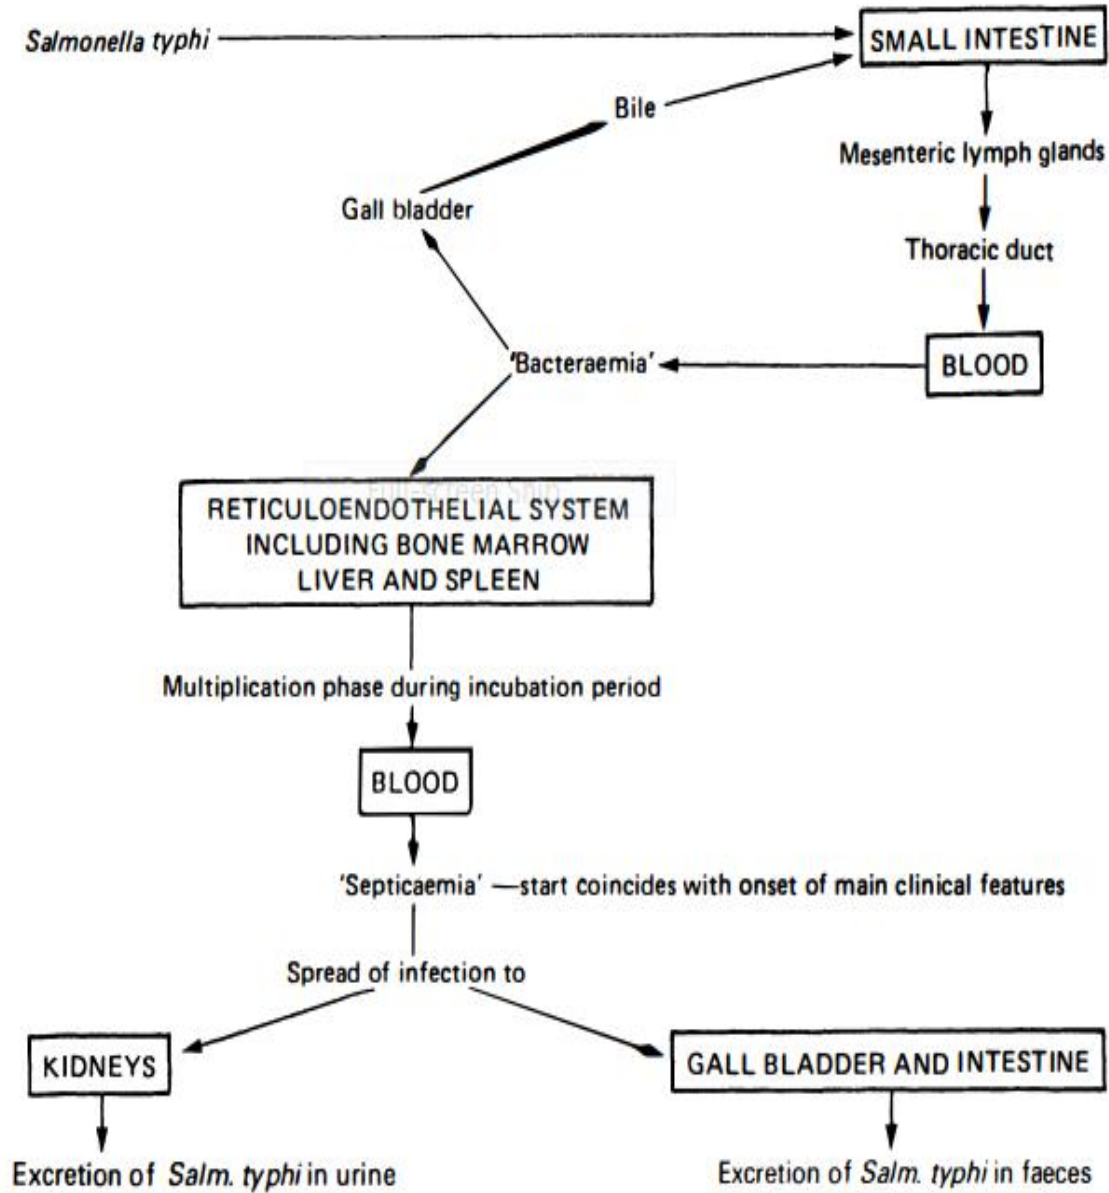 Salmonella typhi
SMALL INTESTINE
Bile
Mesenteric lymph glands
Gall bladder
Thoracic duct
'Bacteraemia'
BLOOD
Full-screen Snip
RETICULOENDOTHELIAL SYSTEM
INCLUDING BONE MARROW
LIVER AND SPLEEN
Multiplication phase during incubation period
BLOOD
'Septicaemia' —start coincides with onset of main clinical features
Spread of infection to
KIDNEYS
GALL BLADDER AND INTESTINE
Excretion of Salm. typhi in urine
Excretion of Salm. typhi in faeces